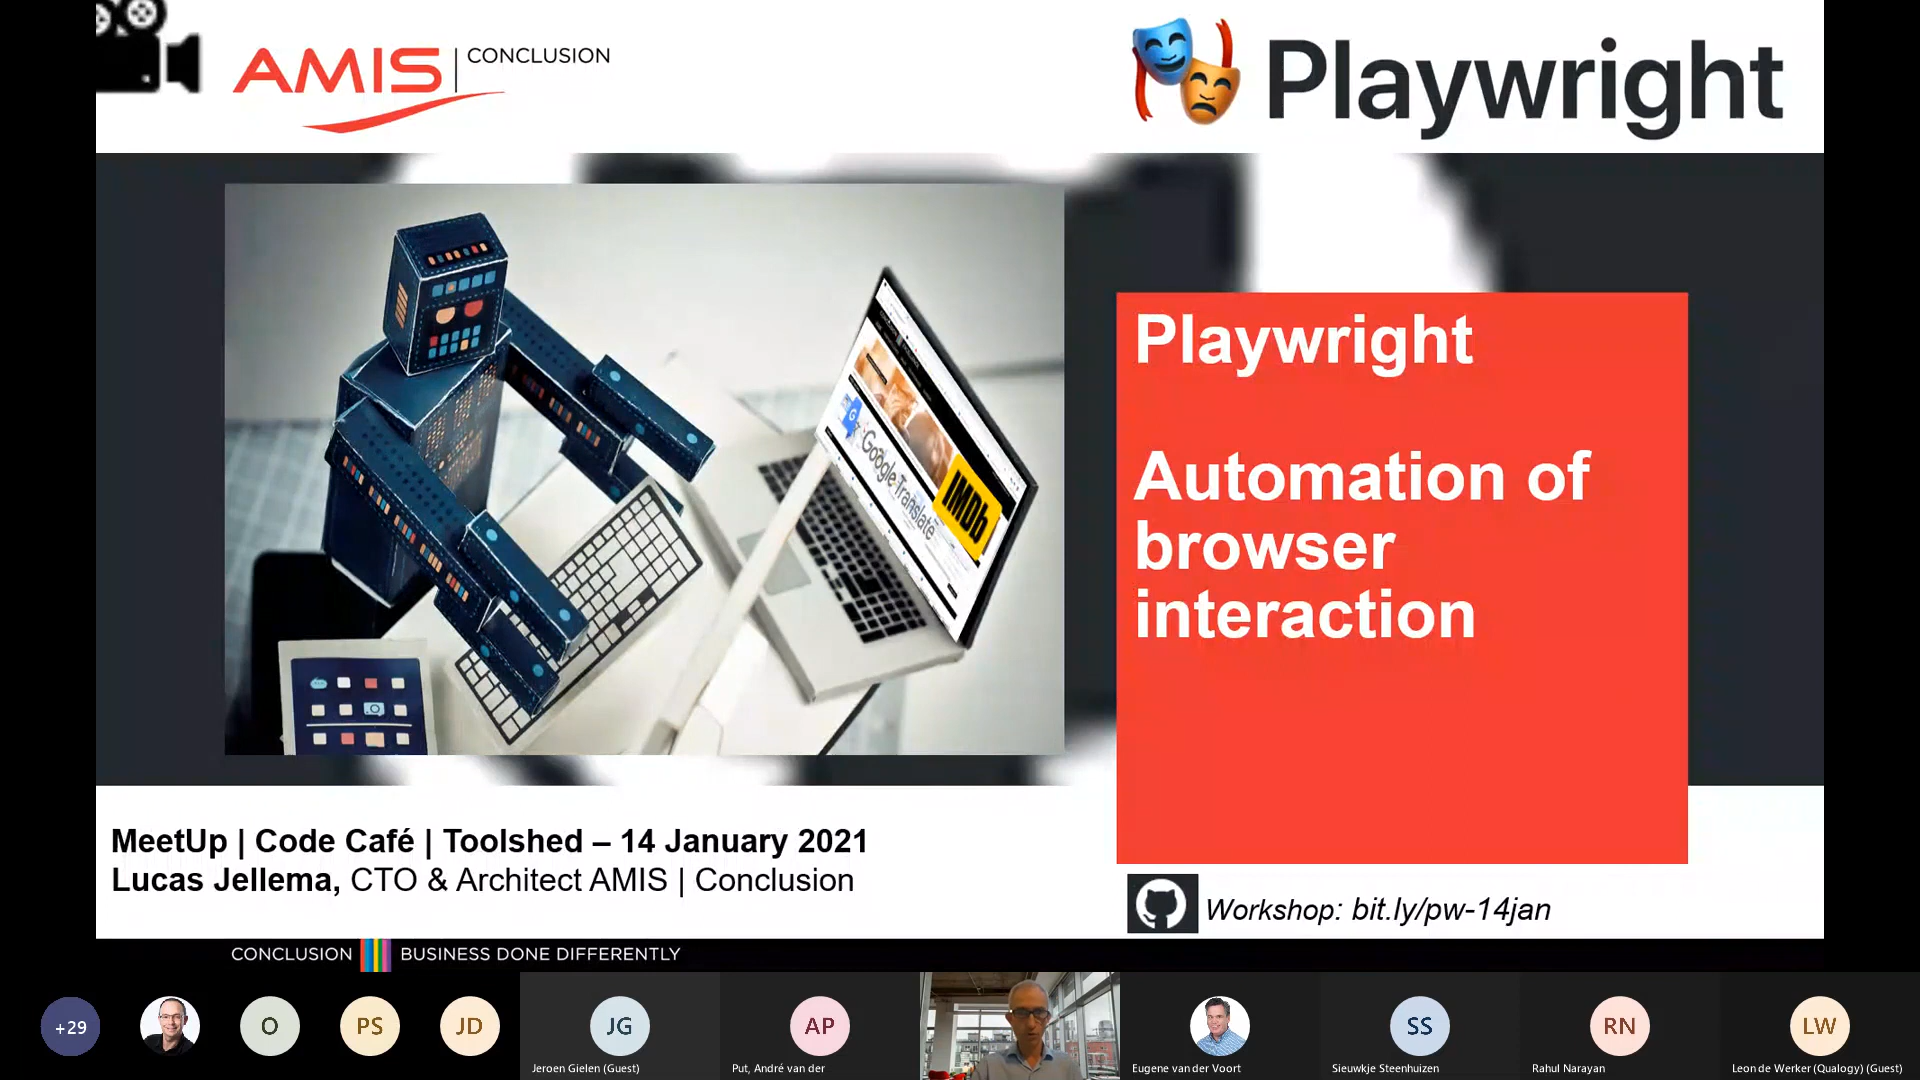 AMIS | CONCLUSION
Playwright
Google Translate
IMDb
Playwright
Automation of
browser
interaction
MeetUp | Code Café | Toolshed – 14 January 2021
Lucas Jellema, CTO & Architect AMIS | Conclusion
Workshop: bit.ly/pw-14jan
CONCLUSION BUSINESS DONE DIFFERENTLY
+29
O
PS
JD
JG
AP
SS
RN
LW
Jeroen Gielen (Guest)
Put, André van der
Eugene van der Voort
Sieuwkje Steenhuizen
Rahul Narayan
Leon de Werker (Qualogy) (Guest)